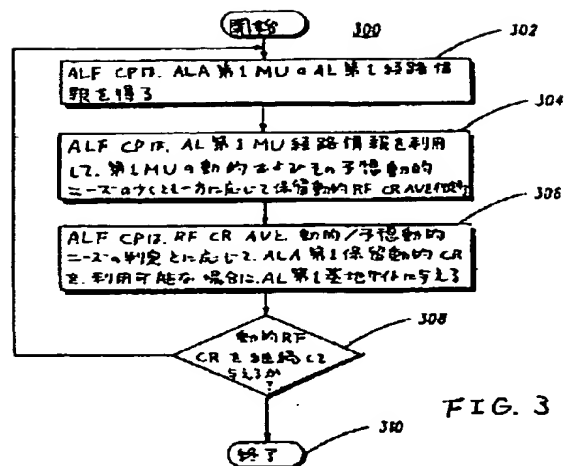 開始
300
302
ALF CPは、ALA 第1 MUのAL第1経路情
報を得る
304
ALF CPは、AL第1MU経路情報を利用
して、第1MUの動的およびその予想動的
ニーズの少くとも一方に応じて保留動的RF CR AVを
306
ALF CPは、RF CR AVと、動的/予想動的
ニーズの判定とに応じて、ALA第1保留動的CR
を、利用可能な場合に、AL第1基地サイトに与える
308
動的RF
CRを継続して
与えるか
?
FIG. 3
終了
310